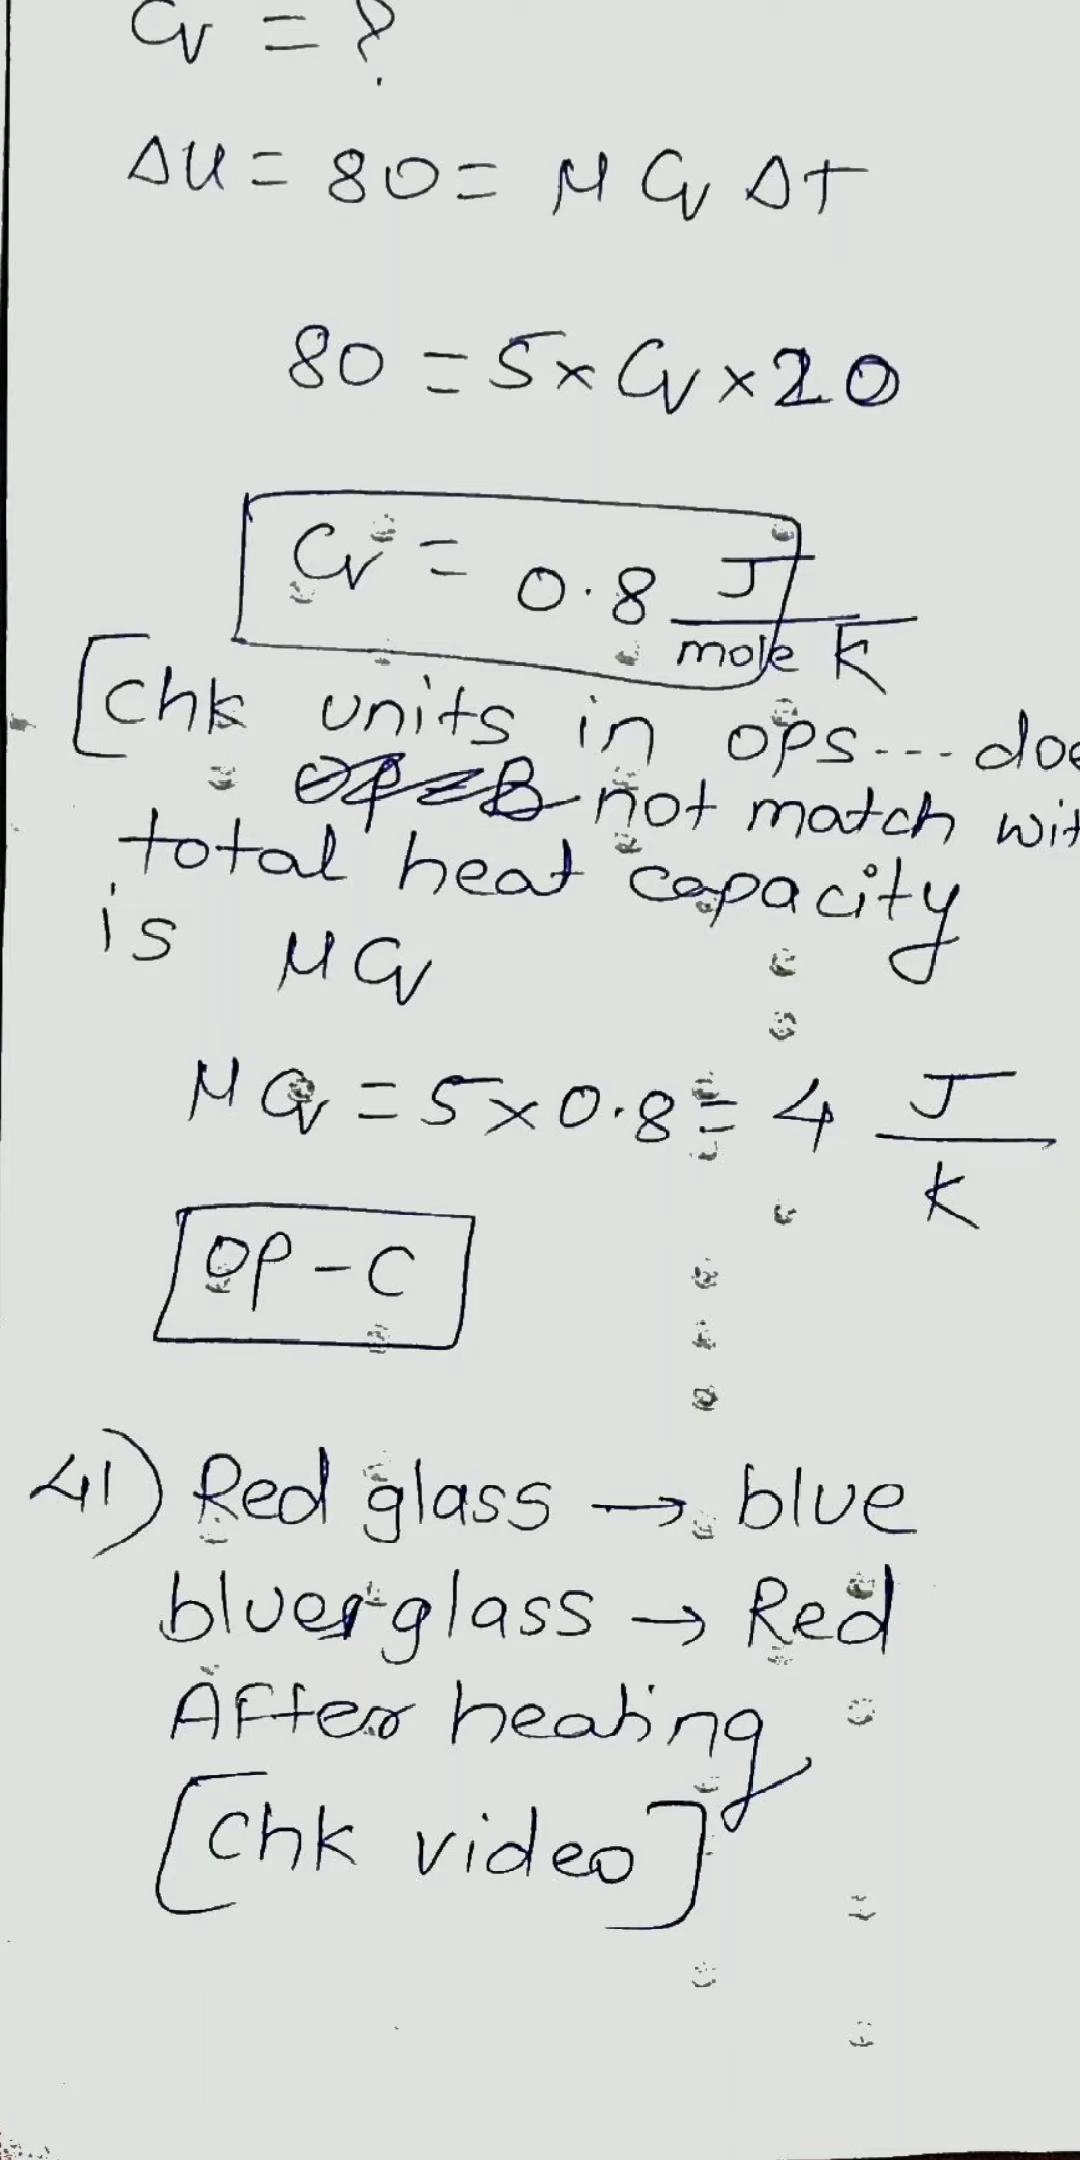 Cv = ?
ΔU = 80 = μ Cv ΔT
80 = 5 × Cv × 20
Cv = 0.8 J/mole K
[Chk units in ops... doe
not match wit
total heat capacity
is μCv
μCv = 5 × 0.8 = 4 J/K
OP - C
41) Red glass → blue
blue glass → Red
After heating
[Chk video]